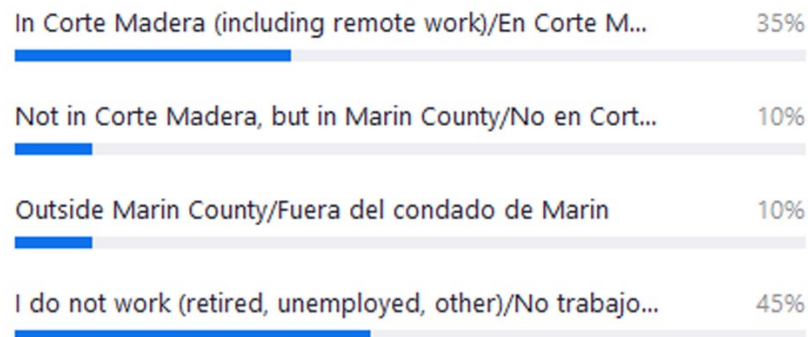 In Corte Madera (including remote work)/En Corte M... 35%
Not in Corte Madera, but in Marin County/No en Cort... 10%
Outside Marin County/Fuera del condado de Marin 10%
I do not work (retired, unemployed, other)/No trabajo... 45%